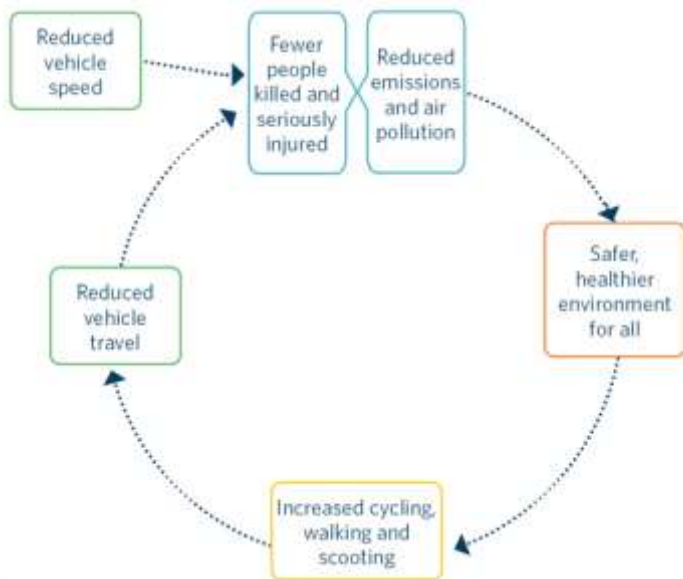 Reduced
vehicle
speed
Fewer
people
killed and
seriously
injured
Reduced
emissions
and air
pollution
Safer,
healthier
environment
for all
Increased cycling,
walking and
scooting
Reduced
vehicle
travel